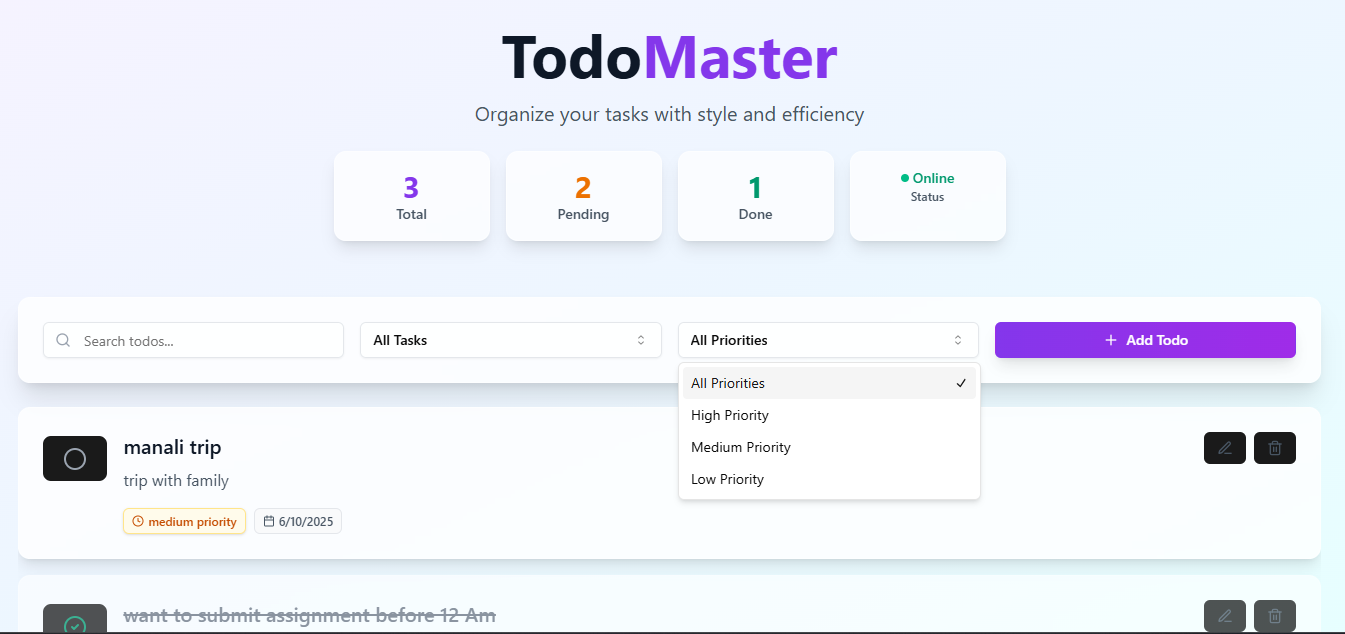 TodoMaster
Organize your tasks with style and efficiency
3
Total
2
Pending
1
Done
Online
Status
Search todos...
All Tasks
All Priorities
Add Todo
All Priorities
High Priority
Medium Priority
Low Priority
manali trip
trip with family
medium priority
6/10/2025
want to submit assignment before 12 Am